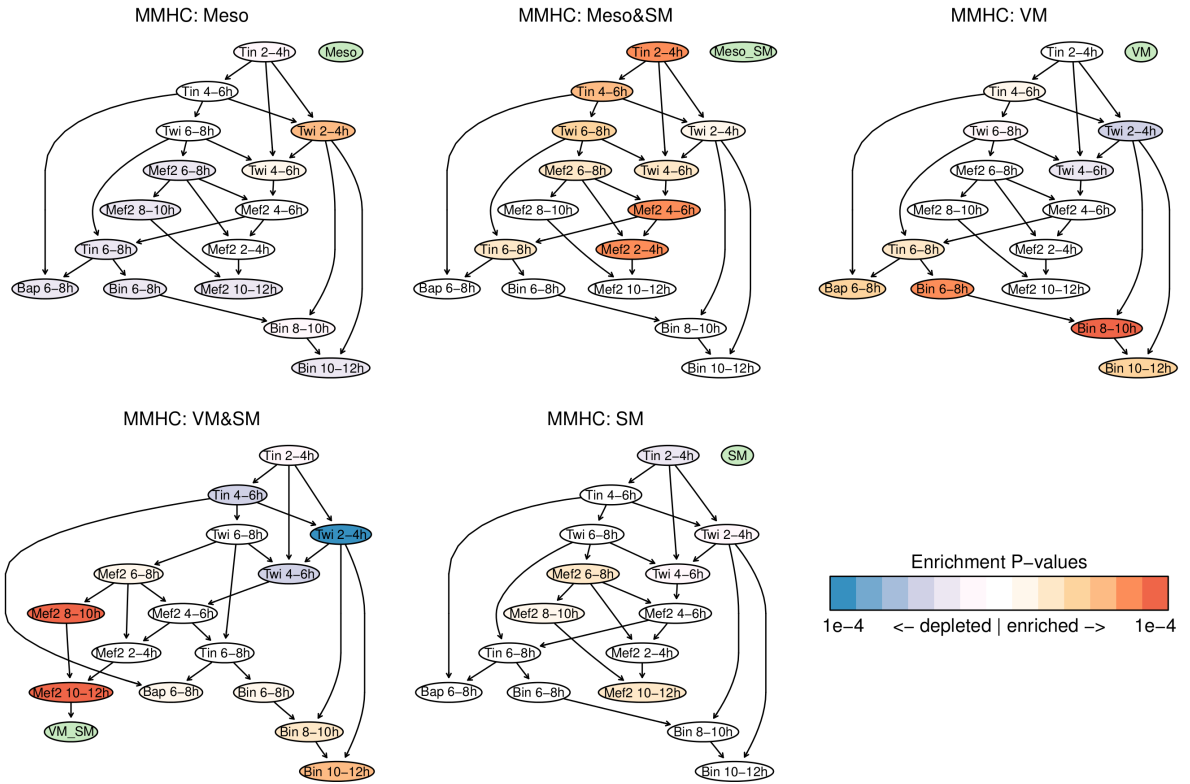 MMHC: Meso
Tin 2−4h
Meso
Tin 4−6h
Twi 6−8h
Twi 2−4h
Mef2 6−8h
Twi 4−6h
Mef2 8−10h
Mef2 4−6h
Tin 6−8h
Mef2 2−4h
Bap 6−8h
Bin 6−8h
Mef2 10−12h
Bin 8−10h
Bin 10−12h
MMHC: Meso&SM
Tin 2−4h
Meso_SM
Tin 4−6h
Twi 6−8h
Twi 2−4h
Mef2 6−8h
Twi 4−6h
Mef2 8−10h
Mef2 4−6h
Tin 6−8h
Mef2 2−4h
Bap 6−8h
Bin 6−8h
Mef2 10−12h
Bin 8−10h
Bin 10−12h
MMHC: VM
Tin 2−4h
VM
Tin 4−6h
Twi 6−8h
Twi 2−4h
Mef2 6−8h
Twi 4−6h
Mef2 8−10h
Mef2 4−6h
Tin 6−8h
Mef2 2−4h
Bap 6−8h
Bin 6−8h
Mef2 10−12h
Bin 8−10h
Bin 10−12h
MMHC: VM&SM
Tin 2−4h
Tin 4−6h
Twi 6−8h
Twi 2−4h
Mef2 6−8h
Twi 4−6h
Mef2 8−10h
Mef2 4−6h
Mef2 2−4h
Tin 6−8h
Mef2 10−12h
Bap 6−8h
Bin 6−8h
VM_SM
Bin 8−10h
Bin 10−12h
MMHC: SM
Tin 2−4h
SM
Tin 4−6h
Twi 6−8h
Twi 2−4h
Mef2 6−8h
Twi 4−6h
Mef2 8−10h
Mef2 4−6h
Tin 6−8h
Mef2 2−4h
Bap 6−8h
Bin 6−8h
Mef2 10−12h
Bin 8−10h
Bin 10−12h
Enrichment P−values
1e−4 <− depleted | enriched −> 1e−4